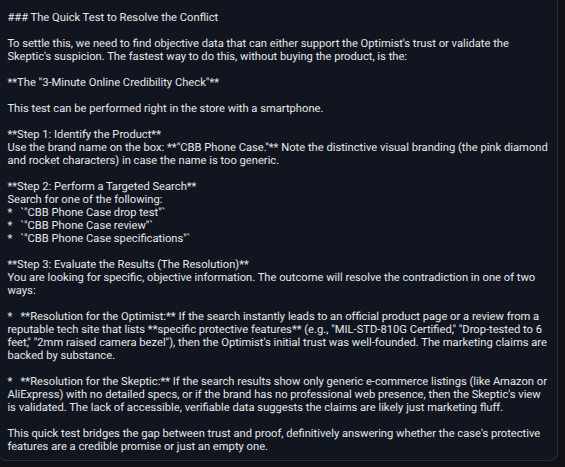 ### The Quick Test to Resolve the Conflict
To settle this, we need to find objective data that can either support the Optimist's trust or validate the
Skeptic's suspicion. The fastest way to do this, without buying the product, is the:
**The "3-Minute Online Credibility Check"**
This test can be performed right in the store with a smartphone.
**Step 1: Identify the Product**
Use the brand name on the box: **"CBB Phone Case."** Note the distinctive visual branding (the pink diamond
and rocket characters) in case the name is too generic.
**Step 2: Perform a Targeted Search**
Search for one of the following:
*   `"CBB Phone Case drop test"`
*   `"CBB Phone Case review"`
*   `"CBB Phone Case specifications"`
**Step 3: Evaluate the Results (The Resolution)**
You are looking for specific, objective information. The outcome will resolve the contradiction in one of two
ways:
*   **Resolution for the Optimist:** If the search instantly leads to an official product page or a review from a
reputable tech site that lists **specific protective features** (e.g., "MIL-STD-810G Certified," "Drop-tested to 6
feet," "2mm raised camera bezel"), then the Optimist's initial trust was well-founded. The marketing claims are
backed by substance.
*   **Resolution for the Skeptic:** If the search results show only generic e-commerce listings (like Amazon or
AliExpress) with no detailed specs, or if the brand has no professional web presence, then the Skeptic's view
is validated. The lack of accessible, verifiable data suggests the claims are likely just marketing fluff.
This quick test bridges the gap between trust and proof, definitively answering whether the case's protective
features are a credible promise or just an empty one.